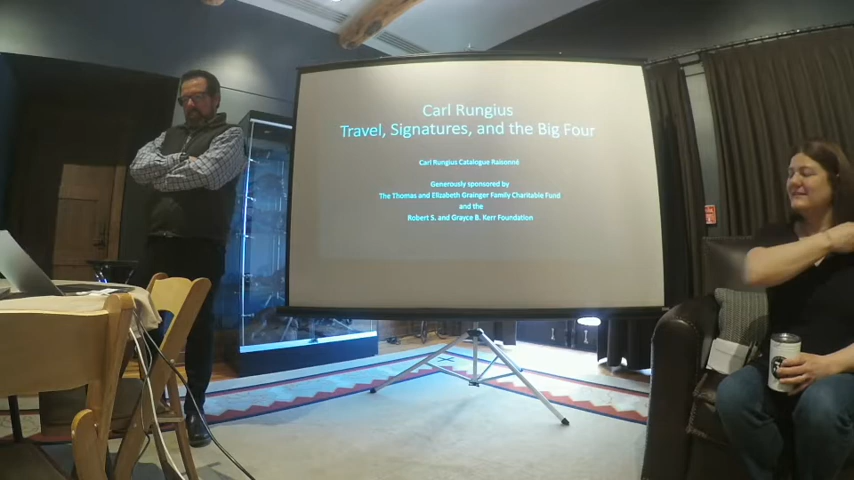 Carl Rungius
Travel, Signatures, and the Big Four
Carl Rungius Catalogue Raisonné
Generously sponsored by
The Thomas and Elizabeth Grainger Family Charitable Fund
and the
Robert S. and Grayce B. Kerr Foundation